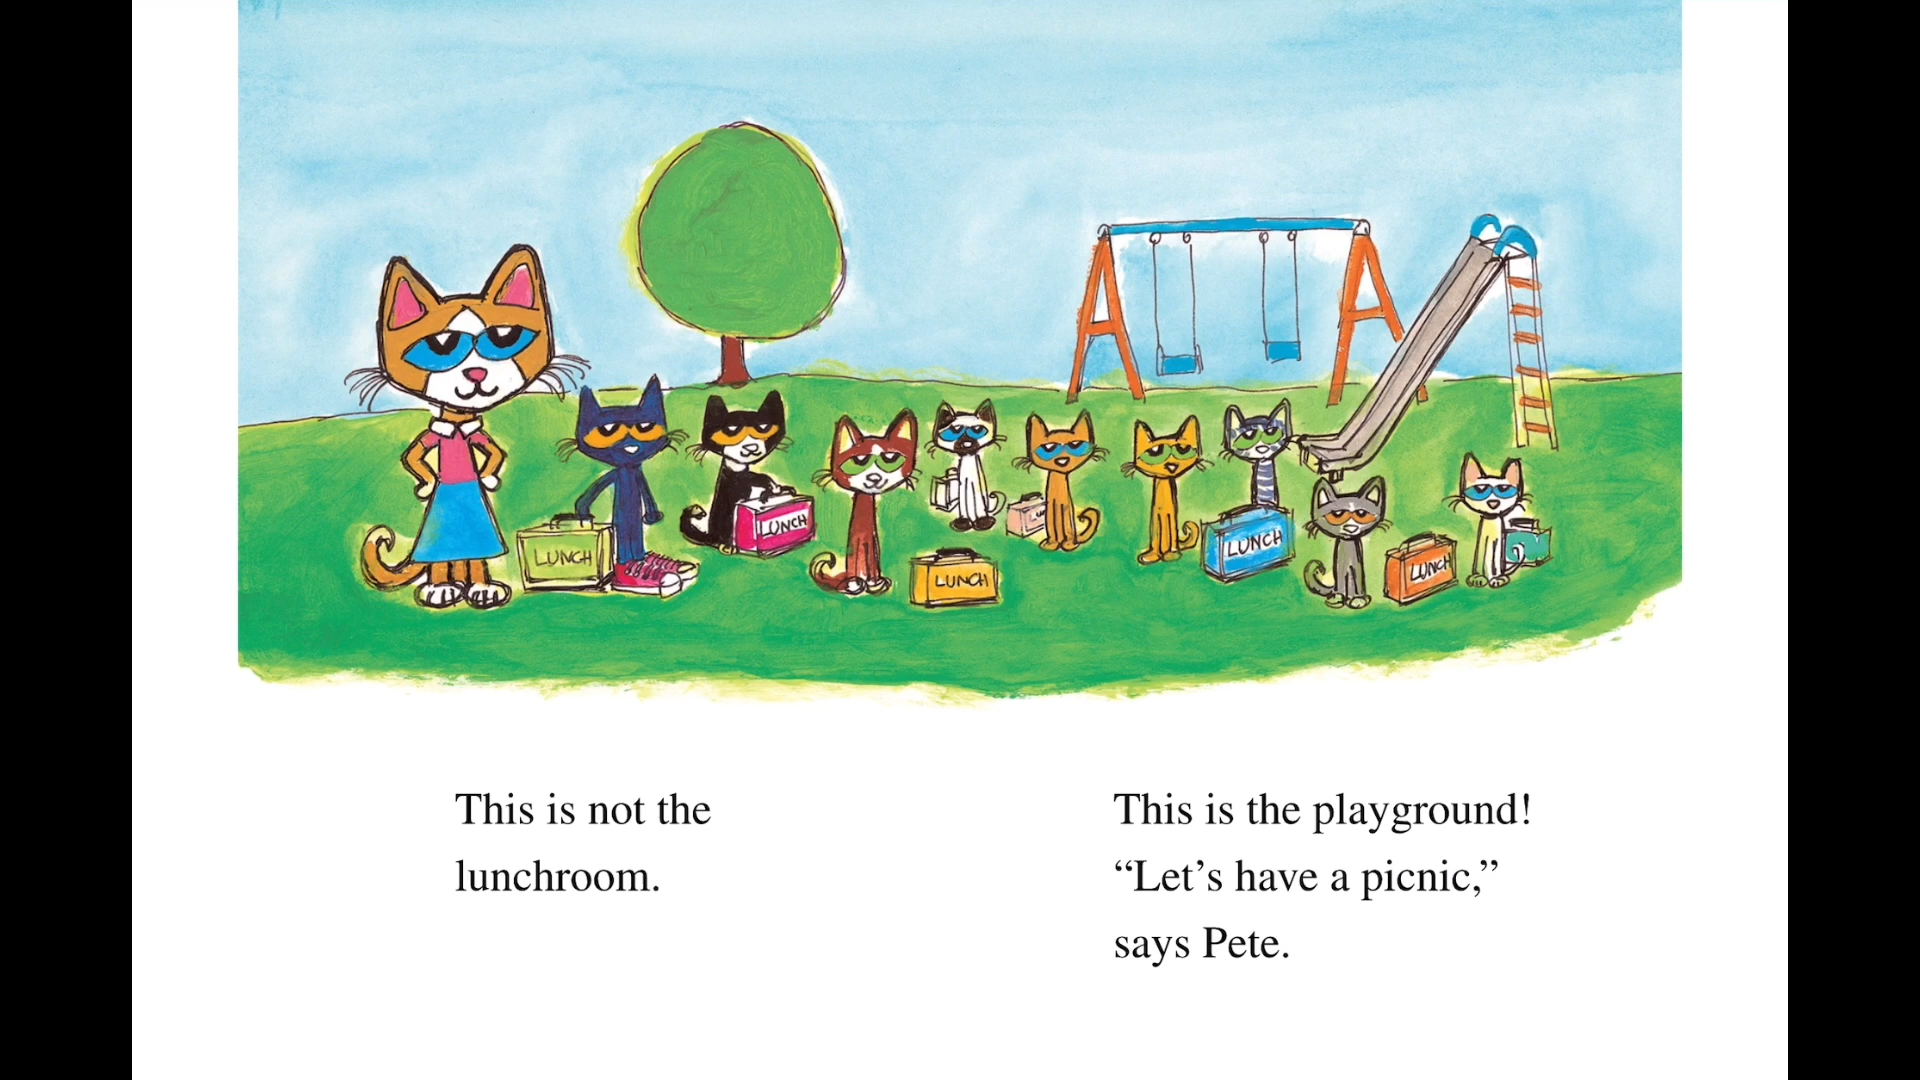 LUNCH
LUNCH
LUNCH
LUNCH
LUNCH
This is not the
lunchroom.
This is the playground!
“Let’s have a picnic,”
says Pete.